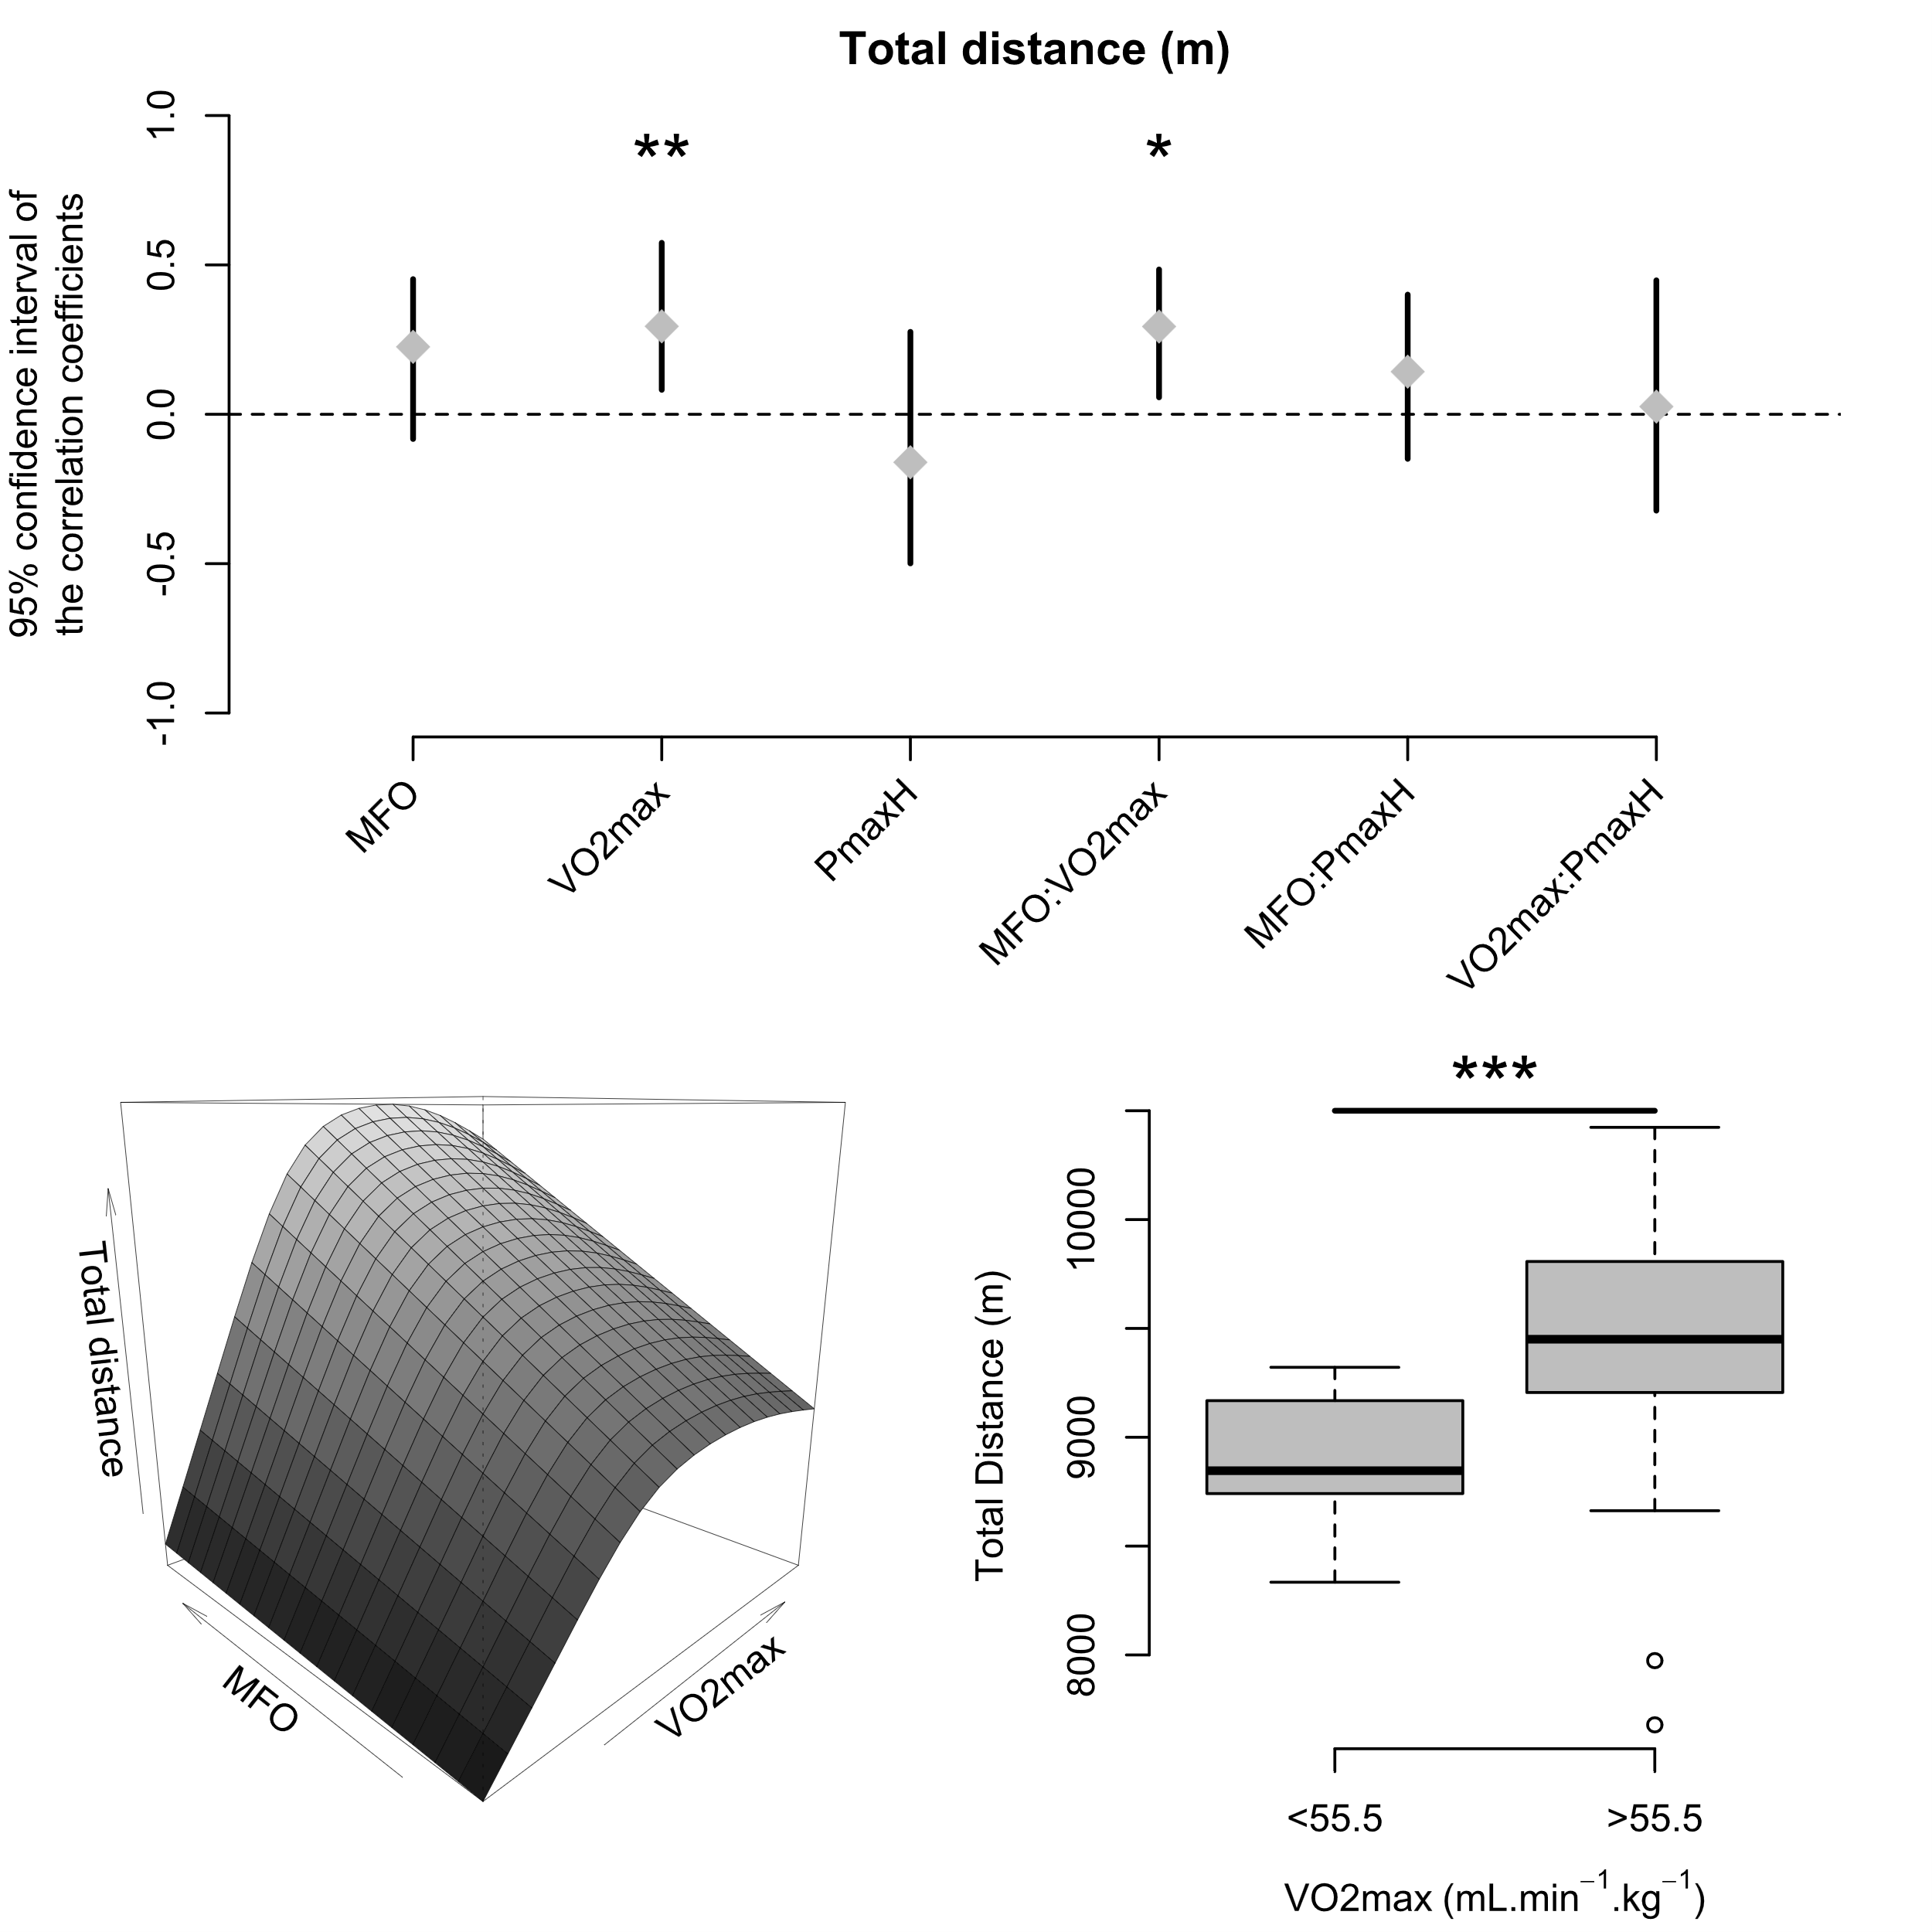 Total distance (m)
95% confidence interval of
the correlation coefficients
1.0
0.5
0.0
-0.5
-1.0
**
*
MFO
VO2max
PmaxH
MFO:VO2max
MFO:PmaxH
VO2max:PmaxH
Total distance
MFO
VO2max
***
Total Distance (m)
10000
9000
8000
<55.5
>55.5
VO2max (mL.min⁻¹.kg⁻¹)